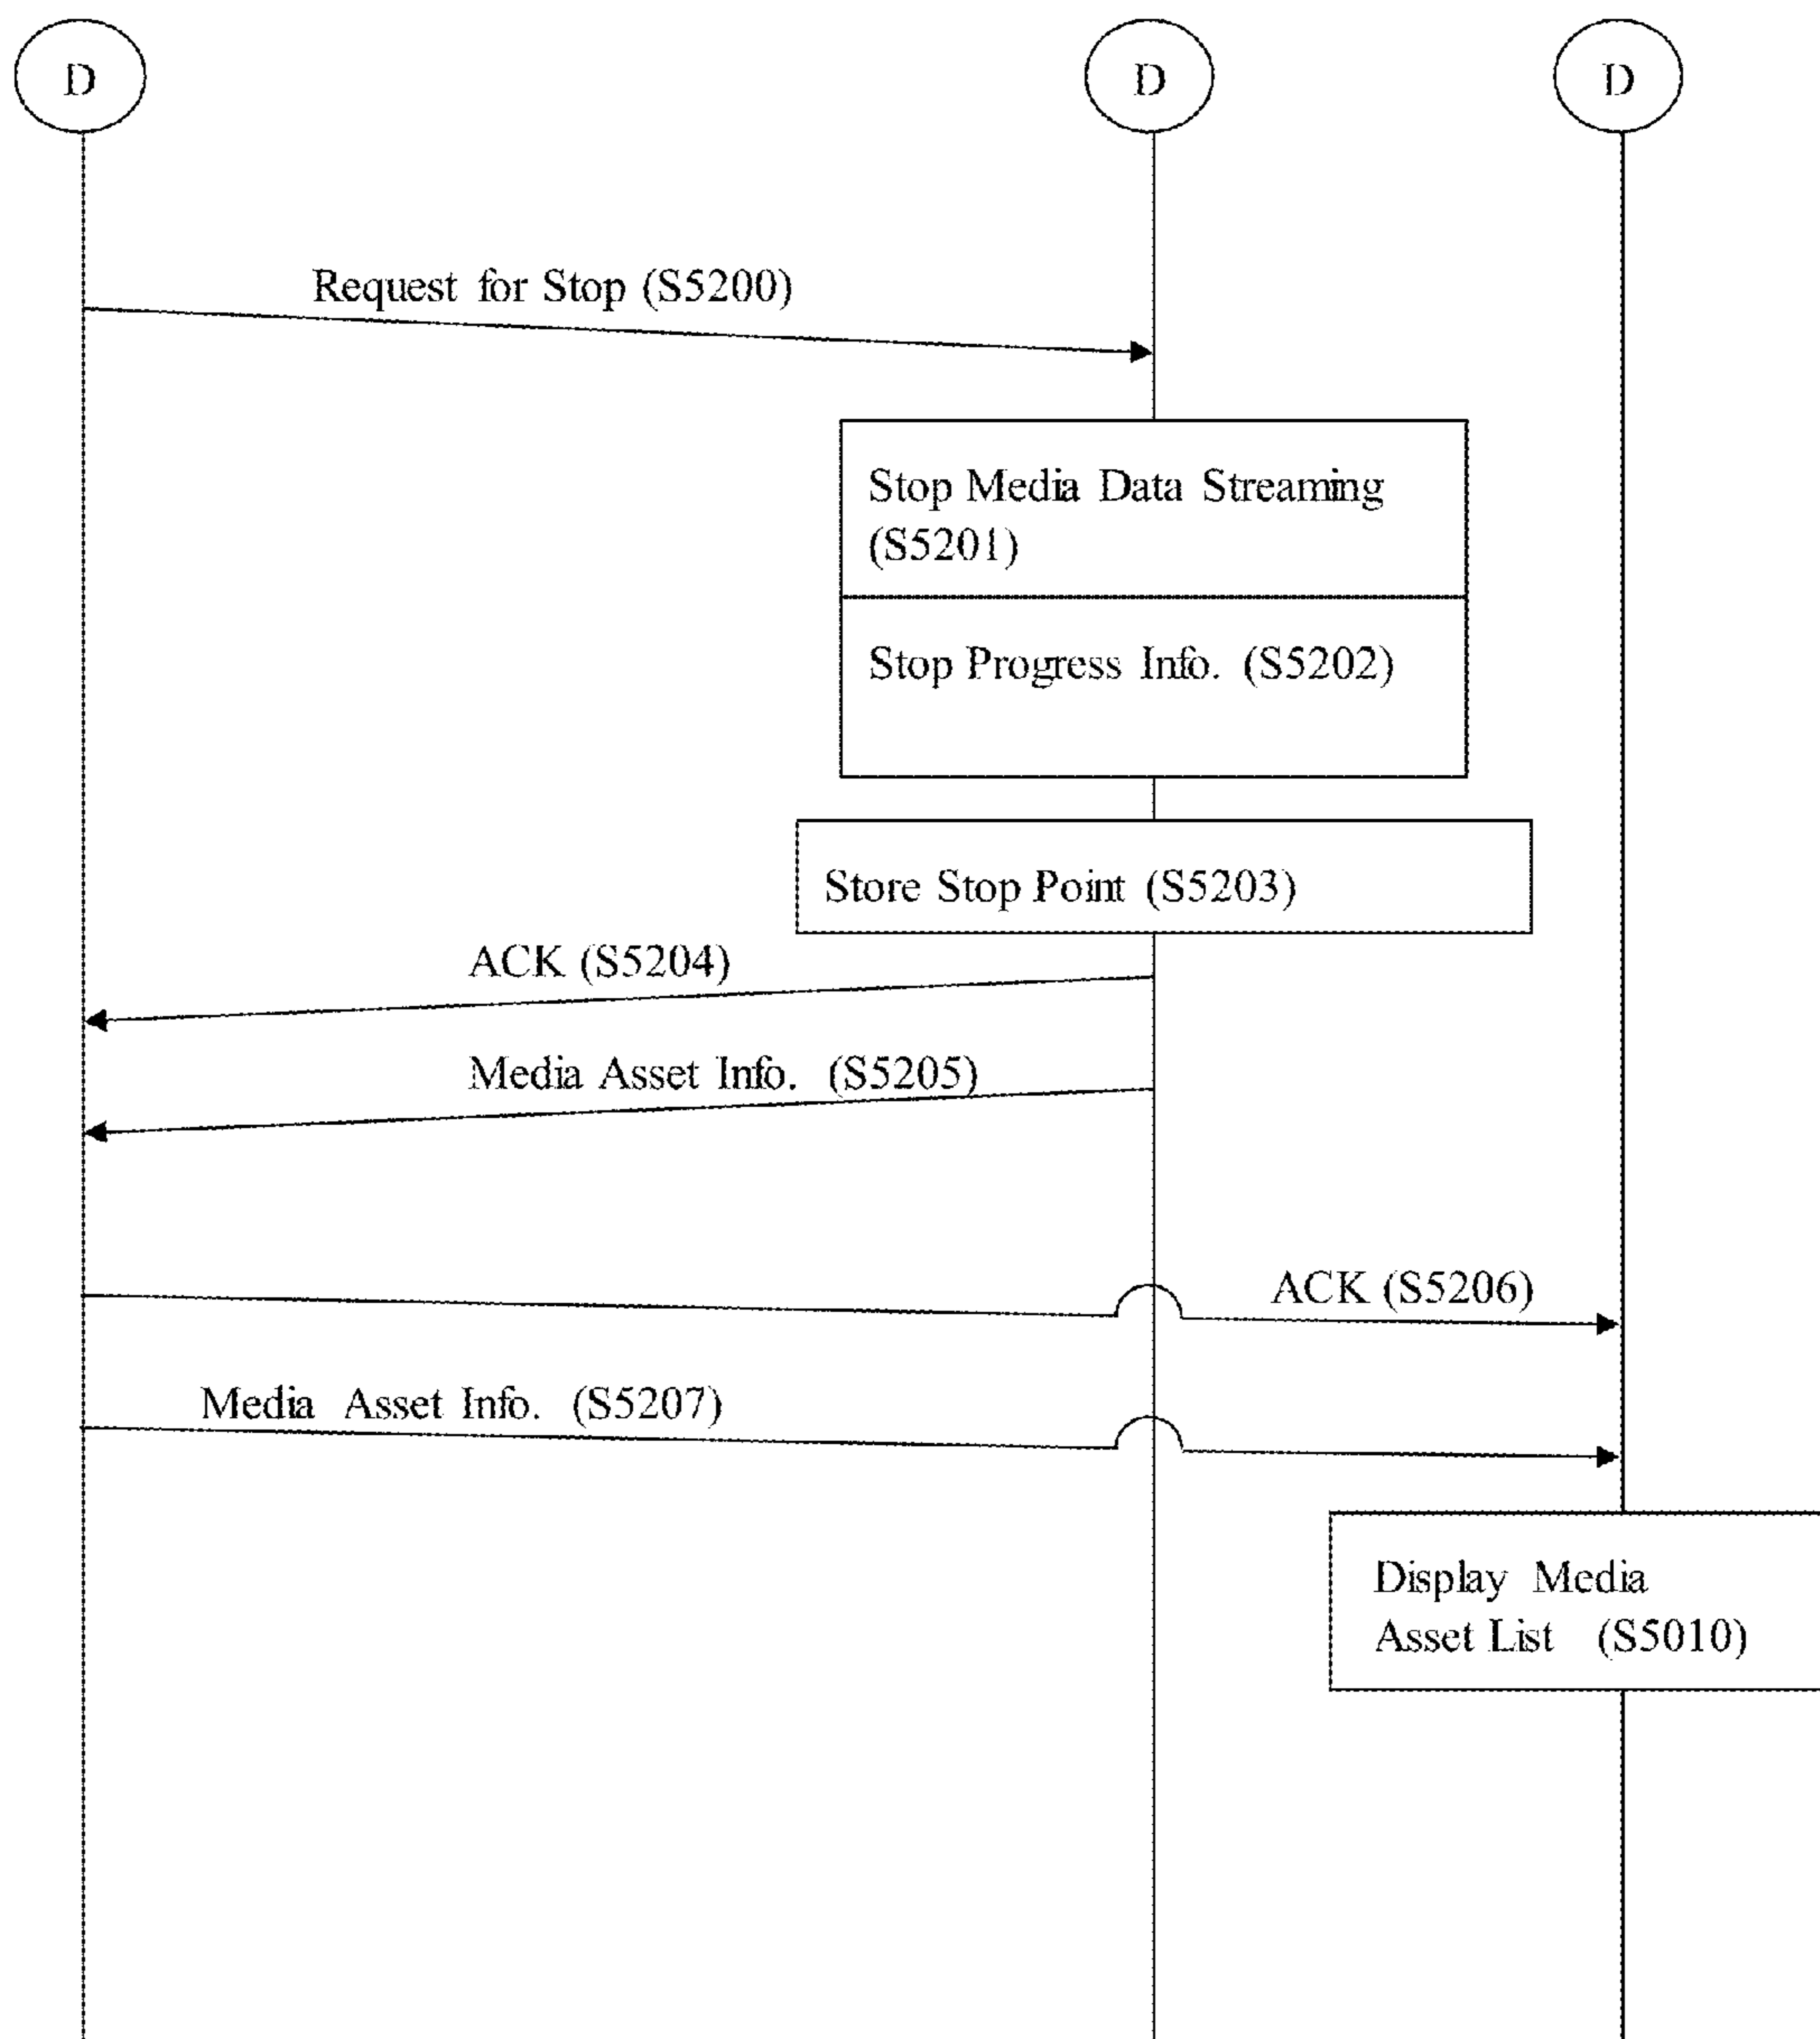 D
D
D
Request for Stop (S5200)
Stop Media Data Streaming
(S5201)
Stop Progress Info. (S5202)
Store Stop Point (S5203)
ACK (S5204)
Media Asset Info. (S5205)
ACK (S5206)
Media Asset Info. (S5207)
Display Media
Asset List (S5010)